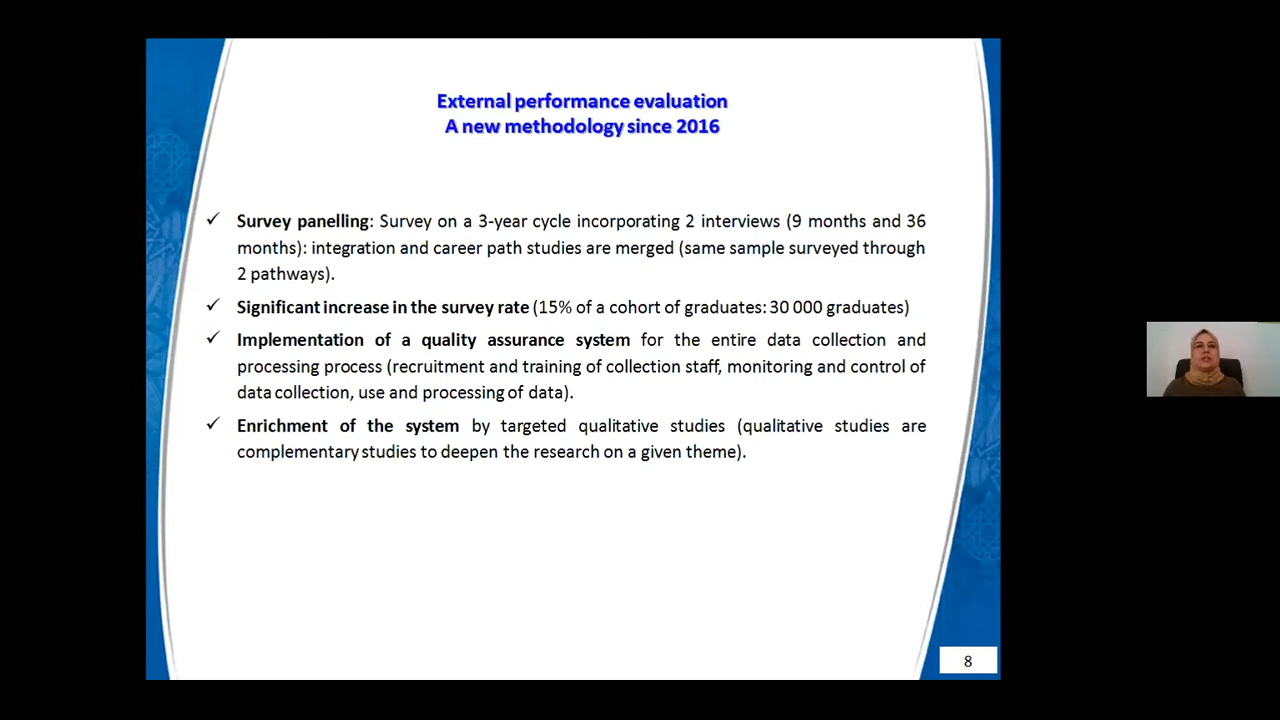 External performance evaluation
A new methodology since 2016
✓ Survey panelling: Survey on a 3-year cycle incorporating 2 interviews (9 months and 36
months): integration and career path studies are merged (same sample surveyed through
2 pathways).
✓ Significant increase in the survey rate (15% of a cohort of graduates: 30 000 graduates)
✓ Implementation of a quality assurance system for the entire data collection and
processing process (recruitment and training of collection staff, monitoring and control of
data collection, use and processing of data).
✓ Enrichment of the system by targeted qualitative studies (qualitative studies are
complementary studies to deepen the research on a given theme).
8